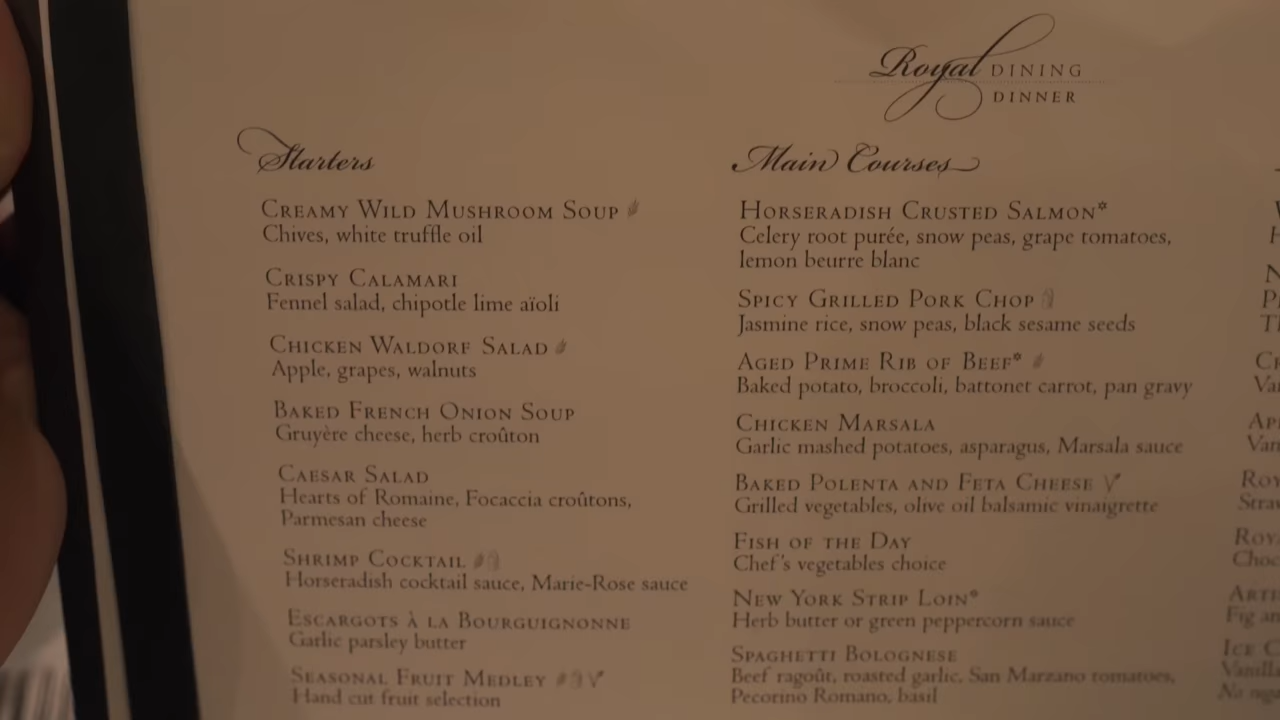 Royal DINING
DINNER
Starters
CREAMY WILD MUSHROOM SOUP
Chives, white truffle oil
CRISPY CALAMARI
Fennel salad, chipotle lime aïoli
CHICKEN WALDORF SALAD
Apple, grapes, walnuts
BAKED FRENCH ONION SOUP
Gruyère cheese, herb croûton
CAESAR SALAD
Hearts of Romaine, Focaccia croûtons,
Parmesan cheese
SHRIMP COCKTAIL
Horseradish cocktail sauce, Marie-Rose sauce
ESCARGOTS À LA BOURGUIGNONNE
Garlic parsley butter
SEASONAL FRUIT MEDLEY
Hand cut fruit selection
Main Courses
HORSERADISH CRUSTED SALMON*
Celery root purée, snow peas, grape tomatoes,
lemon beurre blanc
SPICY GRILLED PORK CHOP
Jasmine rice, snow peas, black sesame seeds
AGED PRIME RIB OF BEEF*
Baked potato, broccoli, battonet carrot, pan gravy
CHICKEN MARSALA
Garlic mashed potatoes, asparagus, Marsala sauce
BAKED POLENTA AND FETA CHEESE
Grilled vegetables, olive oil balsamic vinaigrette
FISH OF THE DAY
Chef's vegetables choice
NEW YORK STRIP LOIN*
Herb butter or green peppercorn sauce
SPAGHETTI BOLOGNESE
Beef ragoût, roasted garlic, San Marzano tomatoes,
Pecorino Romano, basil